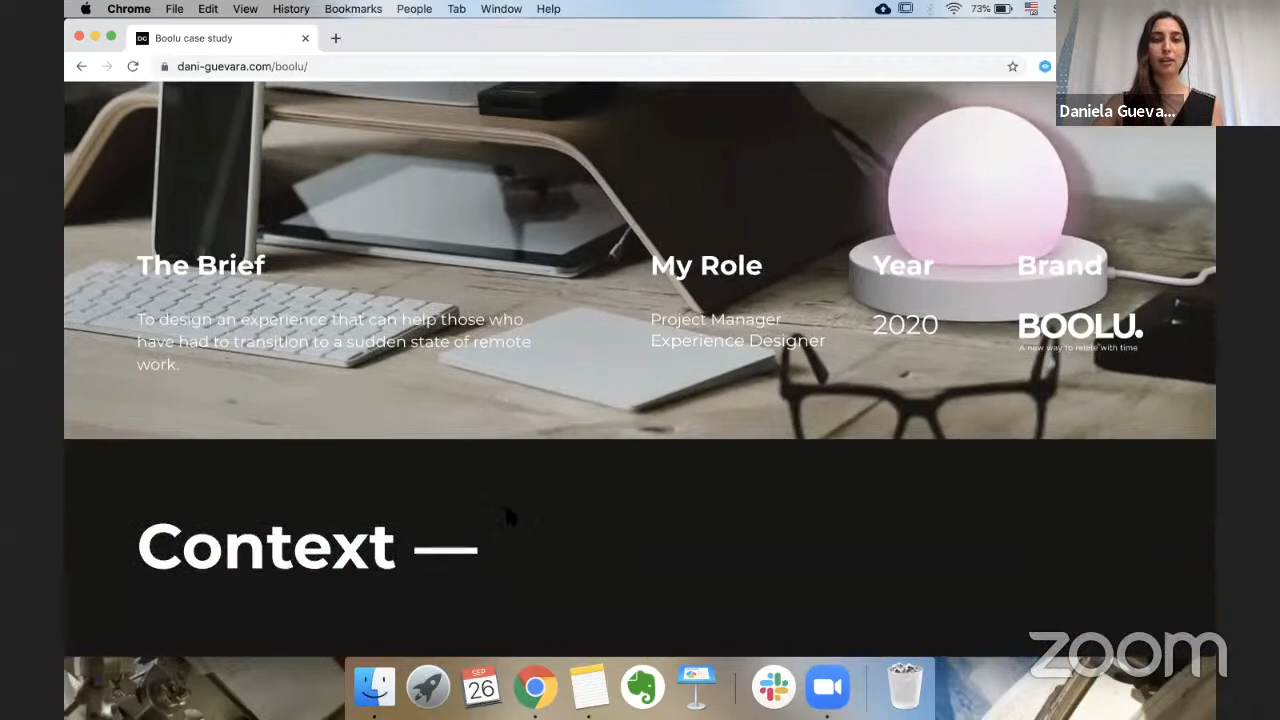 Chrome File Edit View History Bookmarks People Tab Window Help 73%
Boolu case study
dani-guevara.com/boolu/
Daniela Gueva...
The Brief
My Role
Year
Brand
To design an experience that can help those who
have had to transition to a sudden state of remote
work.
Project Manager
Experience Designer
2020
BOOLU.
A new way to relate with time
Context —
SEP
26
zoom